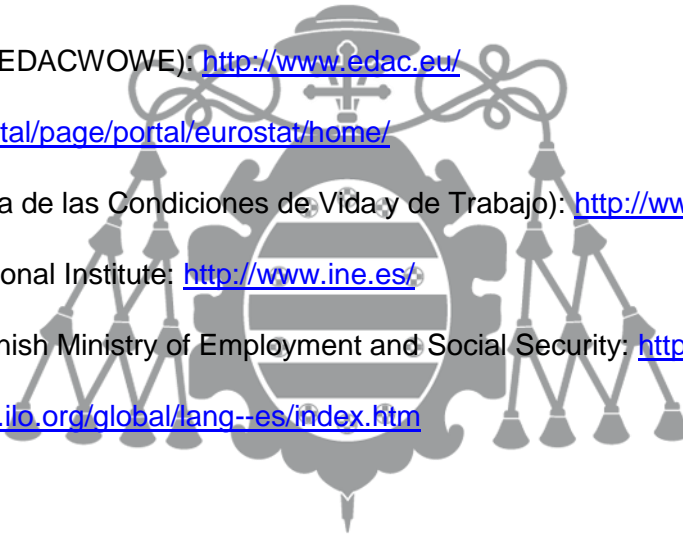 EDACWOWE): http://www.edac.eu/
tal/page/portal/eurostat/home/
a de las Condiciones de Vida y de Trabajo): http://ww
onal Institute: http://www.ine.es/
nish Ministry of Employment and Social Security: http
.ilo.org/global/lang--es/index.htm